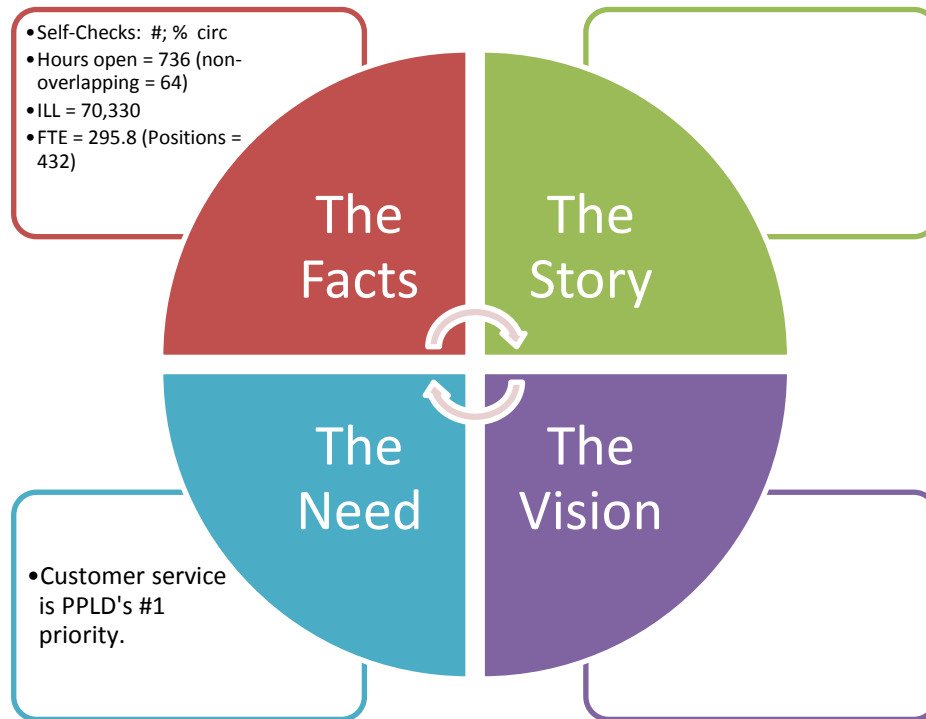 •Self-Checks: #; % circ
•Hours open = 736 (non-
overlapping = 64)
•ILL = 70,330
•FTE = 295.8 (Positions =
432)
The
Facts
The
Story
The
Need
The
Vision
•Customer service
is PPLD's #1
priority.